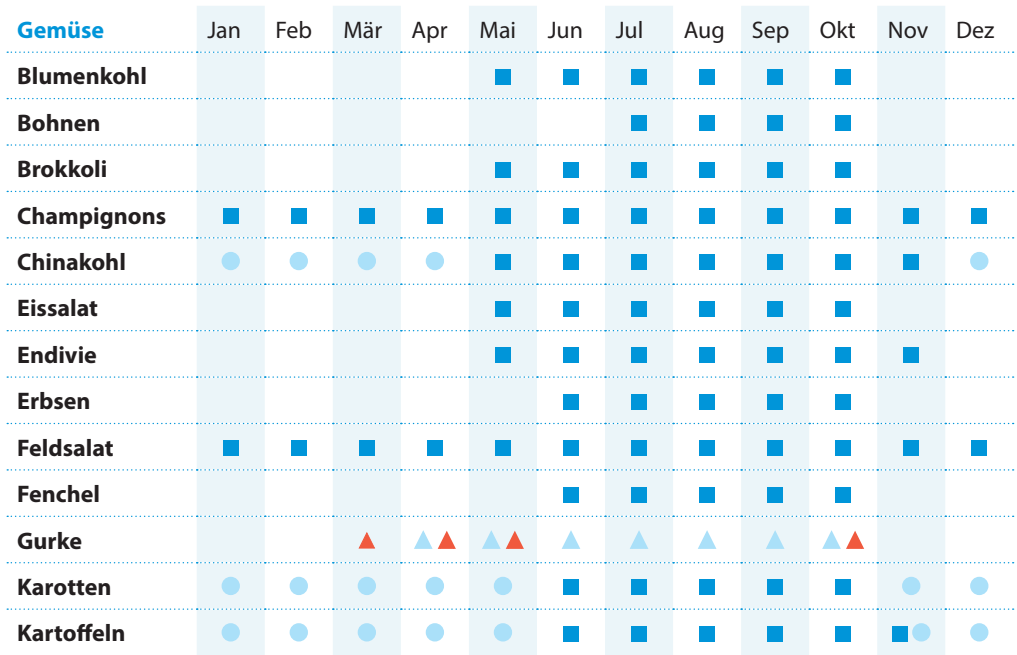 Gemüse Jan Feb Mär Apr Mai Jun Jul Aug Sep Okt Nov Dez
Blumenkohl
Bohnen
Brokkoli
Champignons
Chinakohl
Eissalat
Endivie
Erbsen
Feldsalat
Fenchel
Gurke
Karotten
Kartoffeln